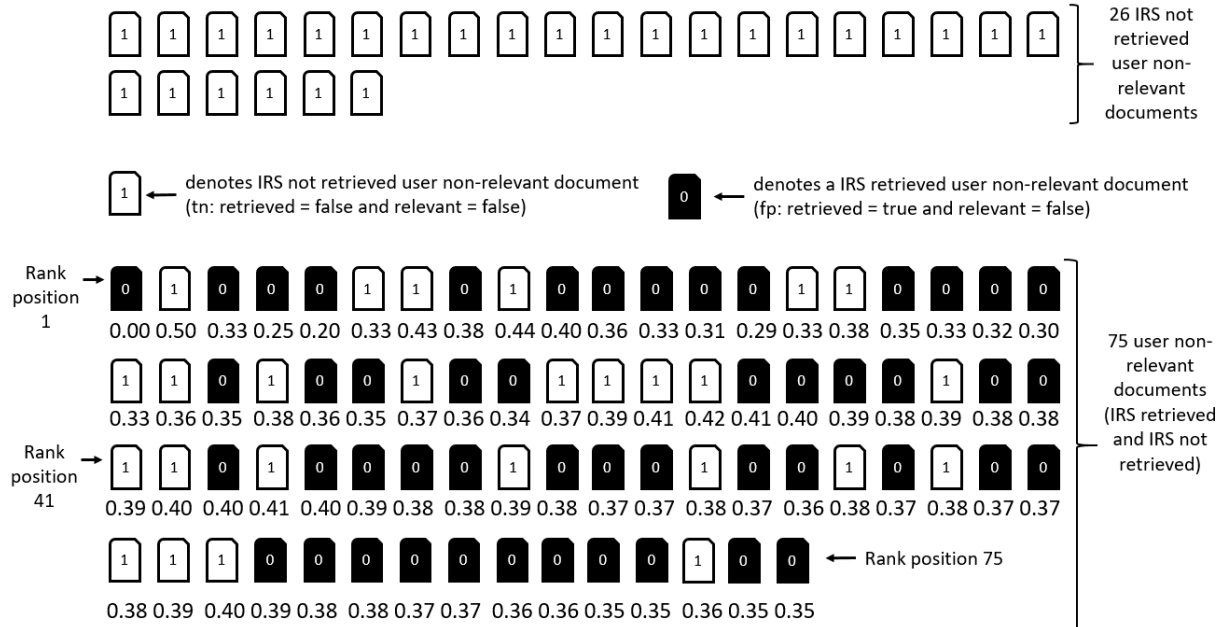 1 1 1 1 1 1 1 1 1 1 1 1 1 1 1 1 1 1 1 1
1 1 1 1 1 1
26 IRS not
retrieved
user non-
relevant
documents
1
denotes IRS not retrieved user non-relevant document
(tn: retrieved = false and relevant = false)
0
denotes a IRS retrieved user non-relevant document
(fp: retrieved = true and relevant = false)
Rank
position
1
0 1 0 0 0 1 1 0 1 0 0 0 0 0 1 1 0 0 0 0
0.00 0.50 0.33 0.25 0.20 0.33 0.43 0.38 0.44 0.40 0.36 0.33 0.31 0.29 0.33 0.38 0.35 0.33 0.32 0.30
1 1 0 1 0 0 1 0 0 1 1 1 1 0 0 0 0 1 0 0
0.33 0.36 0.35 0.38 0.36 0.35 0.37 0.36 0.34 0.37 0.39 0.41 0.42 0.41 0.40 0.39 0.38 0.39 0.38 0.38
Rank
position
41
1 1 0 1 0 0 0 0 1 0 0 0 1 0 0 1 0 1 0 0
0.39 0.40 0.40 0.41 0.40 0.39 0.38 0.38 0.39 0.38 0.37 0.37 0.38 0.37 0.36 0.38 0.37 0.38 0.37 0.37
1 1 1 0 0 0 0 0 0 0 0 0 1 0 0
Rank position 75
0.38 0.39 0.40 0.39 0.38 0.38 0.37 0.37 0.36 0.36 0.35 0.35 0.36 0.35 0.35
75 user non-
relevant
documents
(IRS retrieved
and IRS not
retrieved)